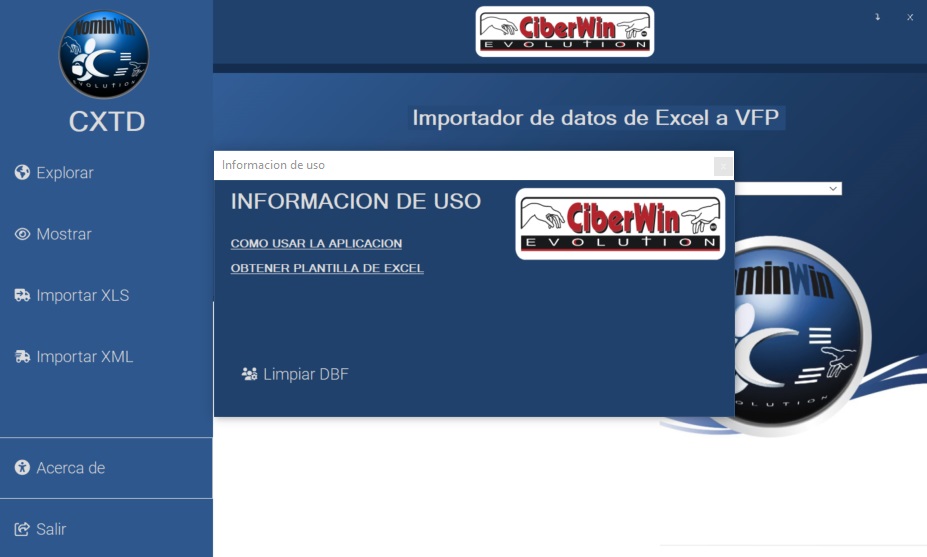 NominWin
EVOLUTION
CXTD
Explorar
Mostrar
Importar XLS
Importar XML
Acerca de
Salir
CiberWin
EVOLUTION
X
Importador de datos de Excel a VFP
Informacion de uso
INFORMACION DE USO
CiberWin
EVOLUTION
COMO USAR LA APLICACION
OBTENER PLANTILLA DE EXCEL
Limpiar DBF